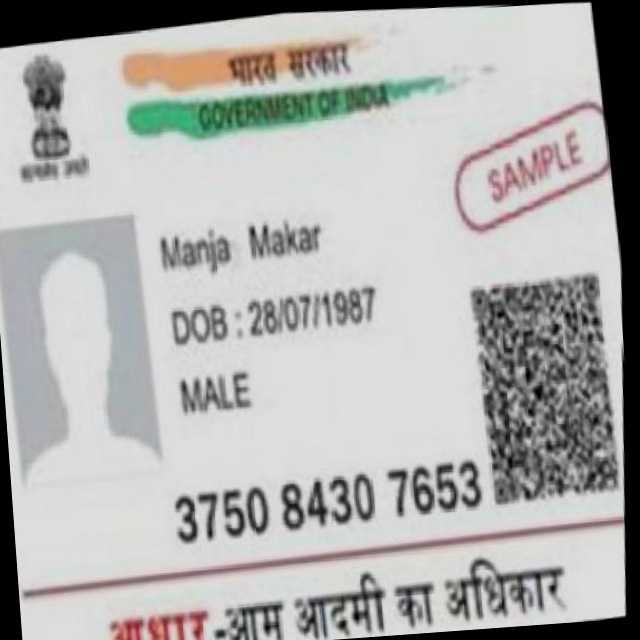 भारत सरकार
GOVERNMENT OF INDIA
सत्यमेव जयते
SAMPLE
Manja Makar
DOB : 28/07/1987
MALE
3750 8430 7653
आधार-आम आदमी का अधिकार